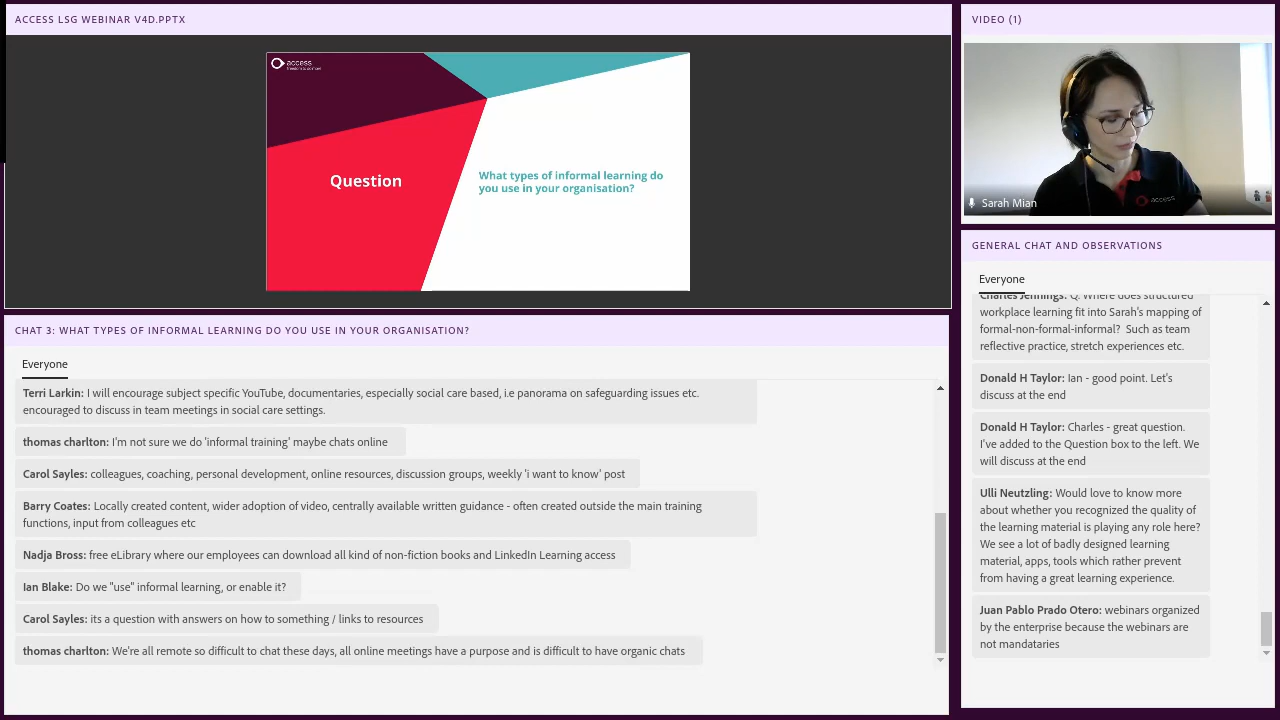 ACCESS LSG WEBINAR V4D.PPTX
access
Question
What types of informal learning do
you use in your organisation?
VIDEO (1)
access
Sarah Mian
CHAT 3: WHAT TYPES OF INFORMAL LEARNING DO YOU USE IN YOUR ORGANISATION?
Everyone
Terri Larkin: I will encourage subject specific YouTube, documentaries, especially social care based, i.e panorama on safeguarding issues etc.
encouraged to discuss in team meetings in social care settings.
thomas charlton: I'm not sure we do 'informal training' maybe chats online
Carol Sayles: colleagues, coaching, personal development, online resources, discussion groups, weekly 'i want to know' post
Barry Coates: Locally created content, wider adoption of video, centrally available written guidance - often created outside the main training
functions, input from colleagues etc
Nadja Bross: free eLibrary where our employees can download all kind of non-fiction books and LinkedIn Learning access
Ian Blake: Do we "use" informal learning, or enable it?
Carol Sayles: its a question with answers on how to something / links to resources
thomas charlton: We're all remote so difficult to chat these days, all online meetings have a purpose and is difficult to have organic chats
GENERAL CHAT AND OBSERVATIONS
Everyone
Charles Jennings: Q: Where does structured
workplace learning fit into Sarah's mapping of
formal-non-formal-informal? Such as team
reflective practice, stretch experiences etc.
Donald H Taylor: Ian - good point. Let's
discuss at the end
Donald H Taylor: Charles - great question.
I've added to the Question box to the left. We
will discuss at the end
Ulli Neutzling: Would love to know more
about whether you recognized the quality of
the learning material is playing any role here?
We see a lot of badly designed learning
material, apps, tools which rather prevent
from having a great learning experience.
Juan Pablo Prado Otero: webinars organized
by the enterprise because the webinars are
not mandataries